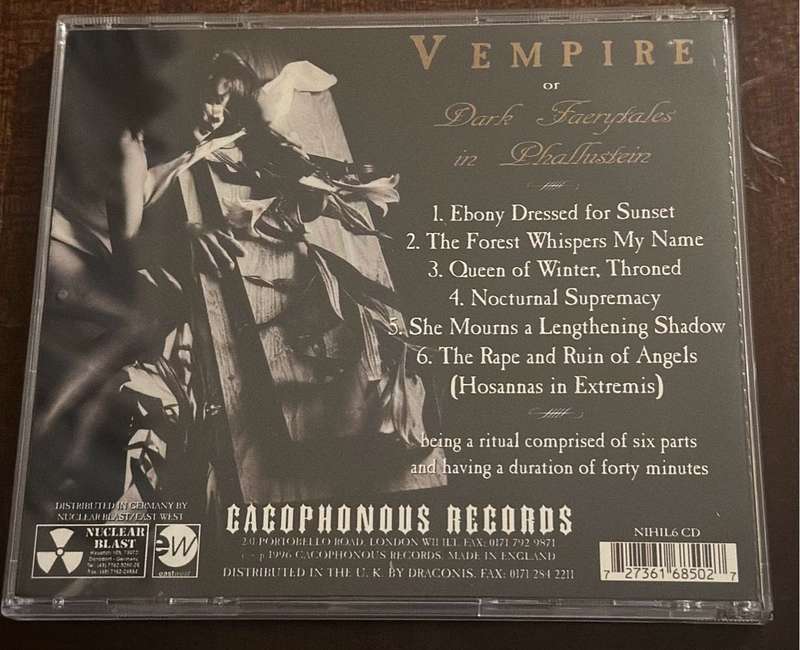 VEMPIRE
or
Dark Faerytales
in Phallustein
1. Ebony Dressed for Sunset
2. The Forest Whispers My Name
3. Queen of Winter, Throned
4. Nocturnal Supremacy
5. She Mourns a Lengthening Shadow
6. The Rape and Ruin of Angels
(Hosannas in Extremis)
being a ritual comprised of six parts
and having a duration of forty minutes
DISTRIBUTED IN GERMANY BY
NUCLEAR BLAST/EAST WEST
NUCLEAR
BLAST
Germany
ew
eastwest
CACOPHONOUS RECORDS
PORTOBELLO ROAD, LONDON W11 FAX: 0171 792 9871
1996 CACOPHONOUS RECORDS. MADE IN ENGLAND
DISTRIBUTED IN THE U. K. BY DRACONIS. FAX: 0171 284 2211
NIHIL6 CD
7 27361 68502 7